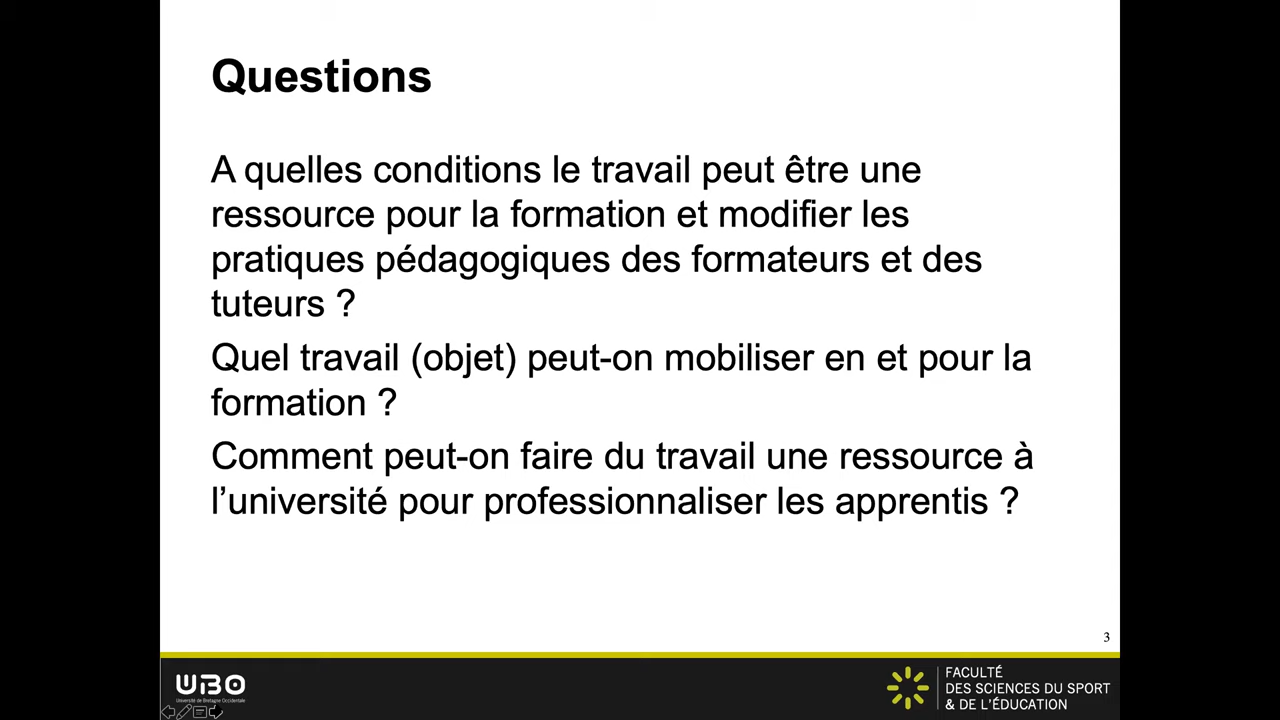 Questions
A quelles conditions le travail peut être une
ressource pour la formation et modifier les
pratiques pédagogiques des formateurs et des
tuteurs ?
Quel travail (objet) peut-on mobiliser en et pour la
formation ?
Comment peut-on faire du travail une ressource à
l’université pour professionnaliser les apprentis ?
3
UBO
Université de Bretagne Occidentale
FACULTÉ
DES SCIENCES DU SPORT
& DE L'ÉDUCATION